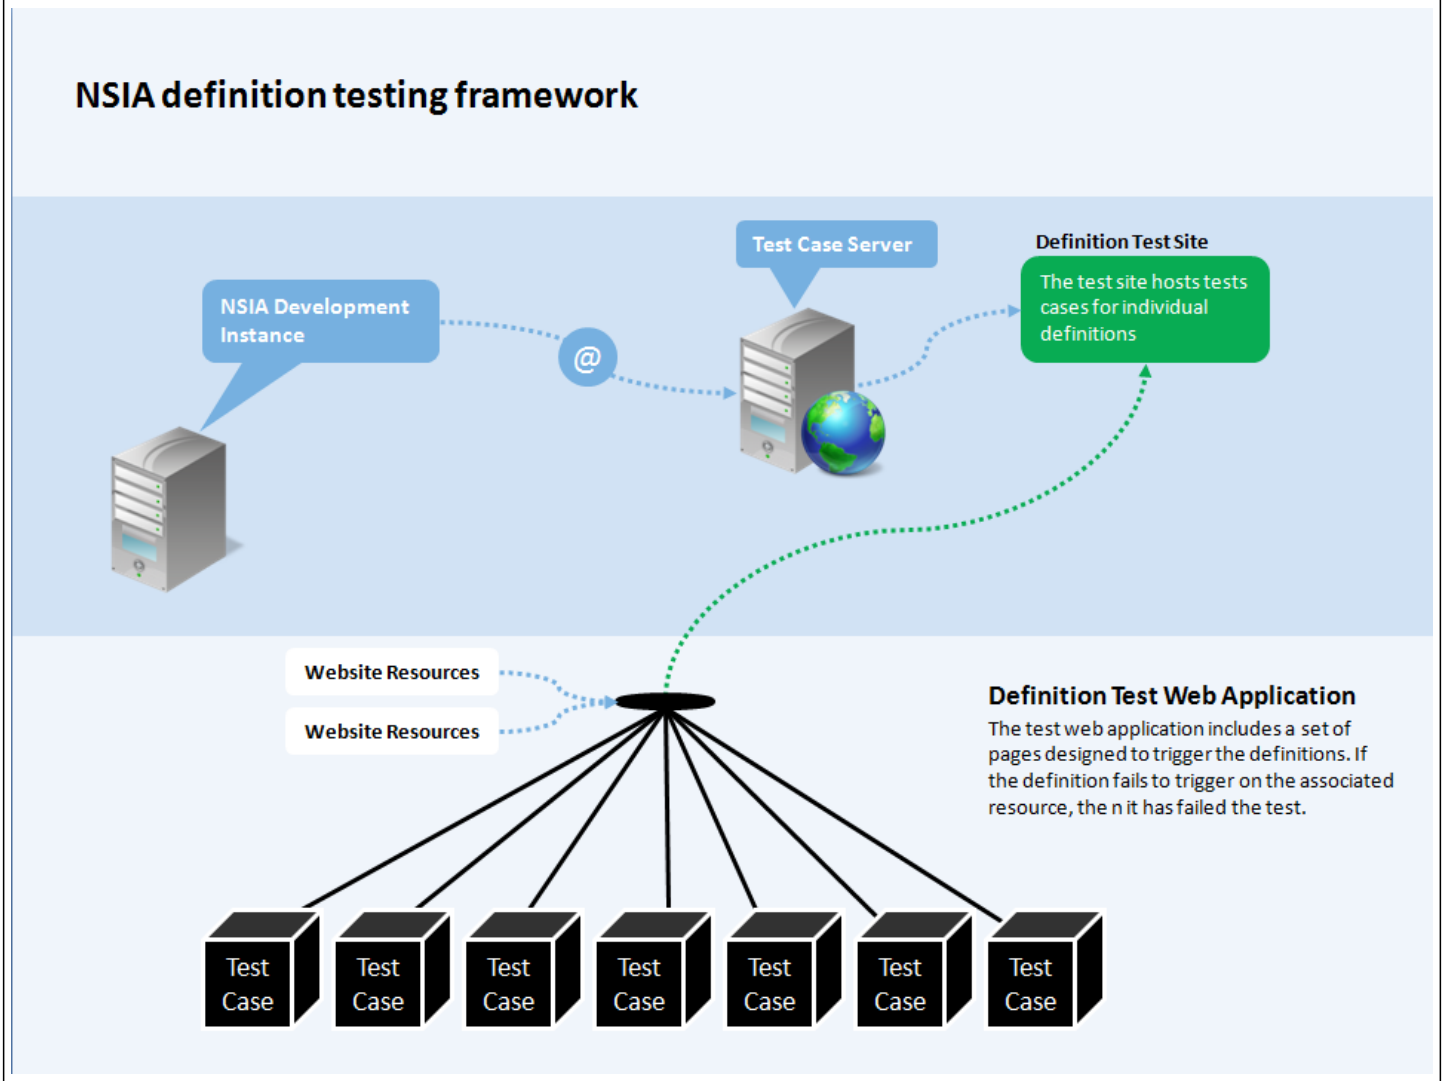 NSIA definition testing framework
Test Case Server
Definition Test Site
The test site hosts tests
cases for individual
definitions
NSIA Development
Instance
@
Website Resources
Website Resources
Definition Test Web Application
The test web application includes a set of
pages designed to trigger the definitions. If
the definition fails to trigger on the associated
resource, the n it has failed the test.
Test
Case
Test
Case
Test
Case
Test
Case
Test
Case
Test
Case
Test
Case